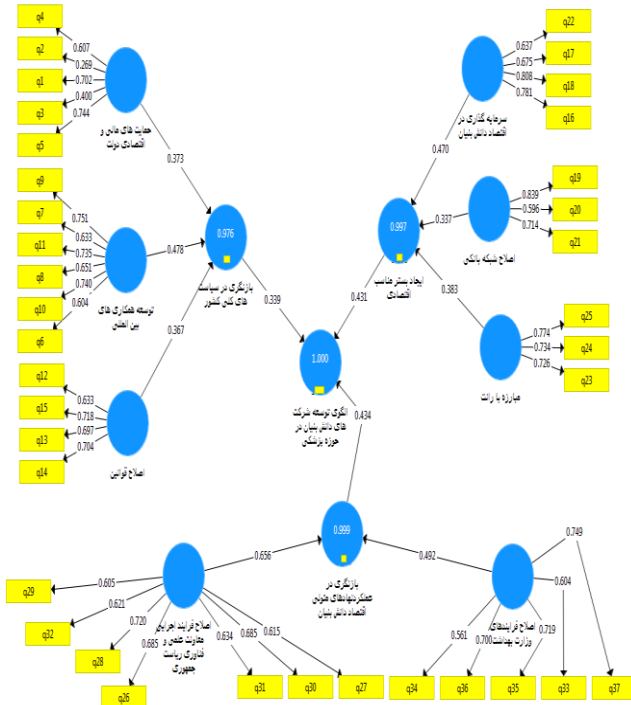 q4
q2
q1
q3
q5
0.607
0.269
0.702
0.400
0.744
حمایت های مالی و
اقتصادی دولت
0.373
q9
q7
q11
q8
q10
q6
0.751
0.633
0.735
0.651
0.740
0.604
توسعه همکاری های
بین المللی
0.478
q12
q15
q13
q14
0.633
0.718
0.697
0.704
اصلاح قوانین
0.367
0.976
بازنگری در سیاست
های کلی کشور
0.339
q22
q17
q18
q16
0.637
0.675
0.808
0.781
سرمایه گذاری در
اقتصاد دانش بنیان
0.470
q19
q20
q21
0.839
0.596
0.714
اصلاح شبکه بانکی
0.337
q25
q24
q23
0.774
0.734
0.726
مبارزه با رانت
0.383
0.997
ایجاد بستر مناسب
اقتصادی
0.431
1.000
الگوی توسعه شرکت
های دانش بنیان در
حوزه پزشکی
0.434
0.999
بازنگری در
عملکردنهادهای متولی
اقتصاد دانش بنیان
0.656
0.492
q29
q32
q28
q26
q31
q30
q27
0.605
0.621
0.720
0.685
0.634
0.685
0.615
اصلاح فرایند اجرایی
معاونت علمی و
فناوری ریاست
جمهوری
q34
q36
q35
q33
q37
0.561
0.700
0.719
0.604
0.749
اصلاح فرایندهای
وزارت بهداشت